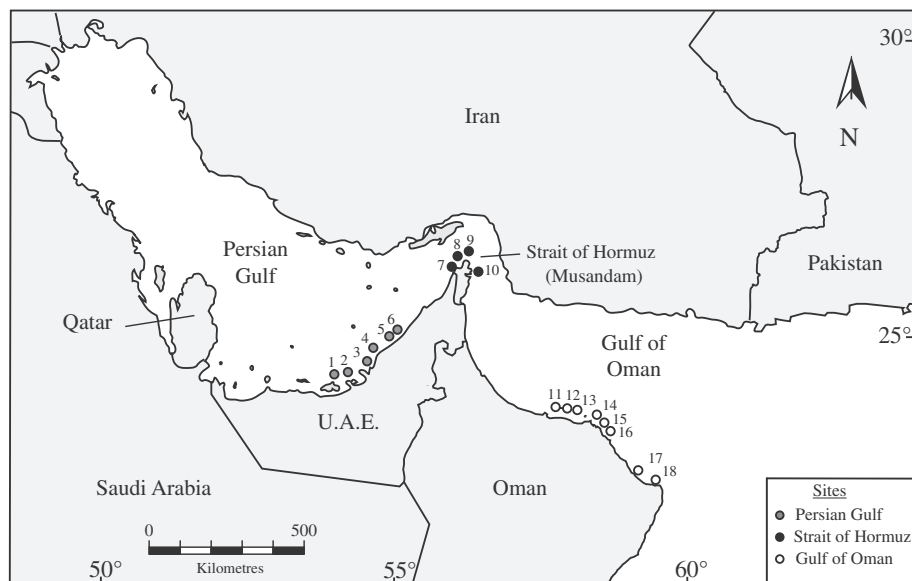 30°
Iran
N
Persian
Gulf
8 9
7 10
Strait of Hormuz
(Musandam)
Pakistan
Qatar
25°
6
5
4
3
1 2
Gulf of
Oman
U.A.E.
11 12 13 14
15
16
17
18
Saudi Arabia
Oman
0 500
Kilometres
Sites
Persian Gulf
Strait of Hormuz
Gulf of Oman
50° 55° 60°